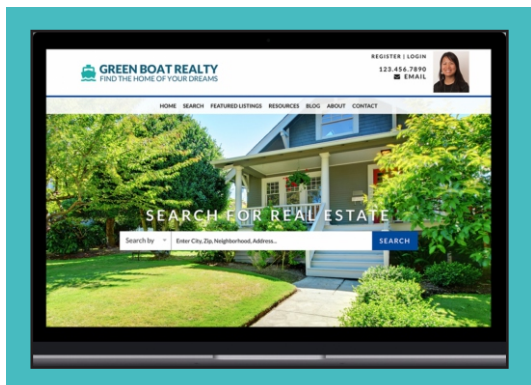 GREEN BOAT REALTY
FIND THE HOME OF YOUR DREAMS
REGISTER | LOGIN
123.456.7890
EMAIL
HOME SEARCH FEATURED LISTINGS RESOURCES BLOG ABOUT CONTACT
SEARCH FOR REAL ESTATE
Search by Enter City, Zip, Neighborhood, Address... SEARCH